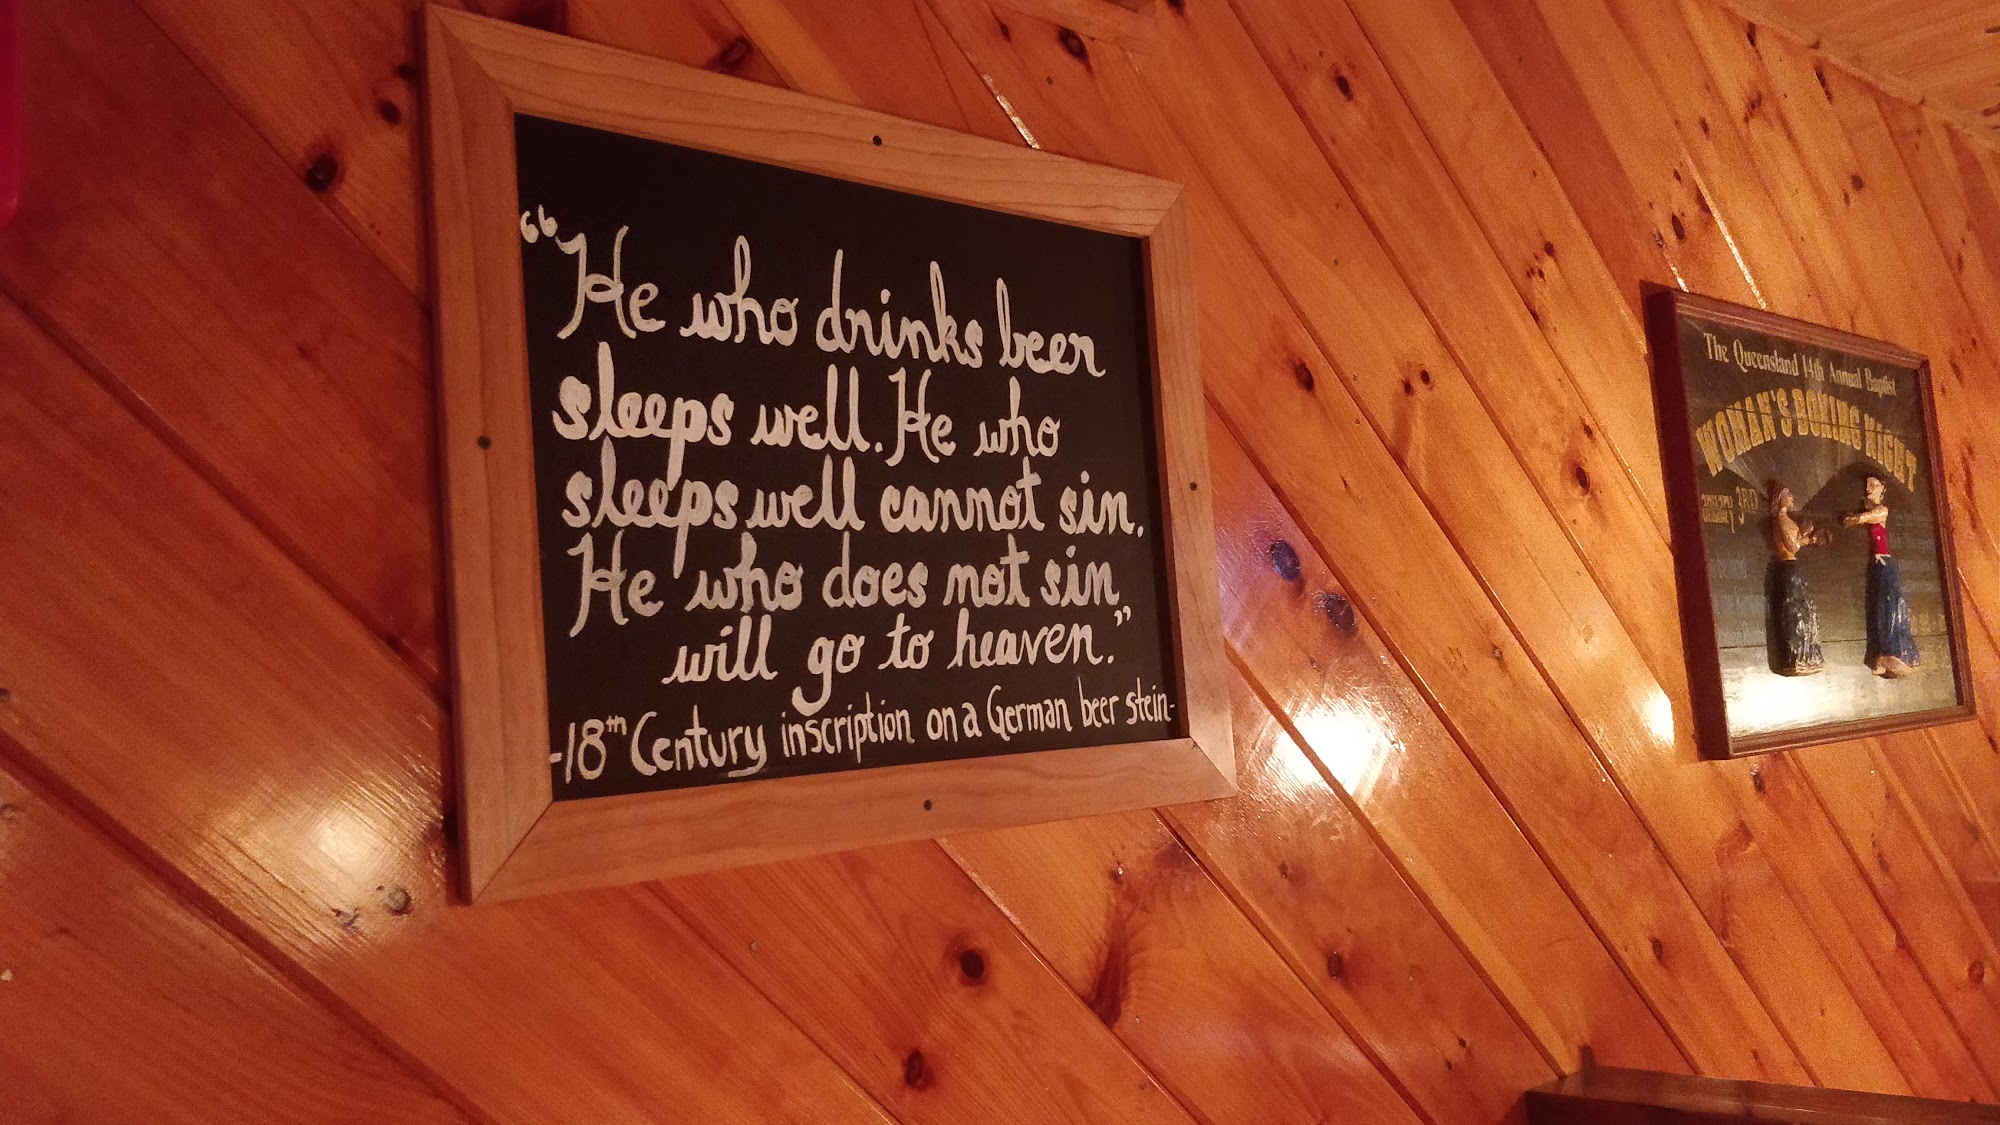 “He who drinks beer
sleeps well. He who
sleeps well cannot sin.
He who does not sin
will go to heaven.”
-18th Century inscription on a German beer stein-
The Queensland 14th Annual Baptist
WOMAN'S BOXING NIGHT
3RD